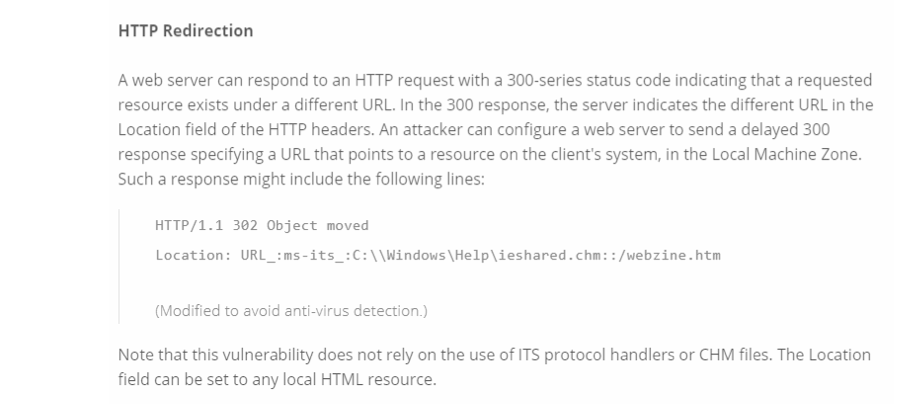 HTTP Redirection
A web server can respond to an HTTP request with a 300-series status code indicating that a requested
resource exists under a different URL. In the 300 response, the server indicates the different URL in the
Location field of the HTTP headers. An attacker can configure a web server to send a delayed 300
response specifying a URL that points to a resource on the client's system, in the Local Machine Zone.
Such a response might include the following lines:
HTTP/1.1 302 Object moved
Location: URL_:ms-its_:C:\\Windows\Help\ieshared.chm::/webzine.htm
(Modified to avoid anti-virus detection.)
Note that this vulnerability does not rely on the use of ITS protocol handlers or CHM files. The Location
field can be set to any local HTML resource.